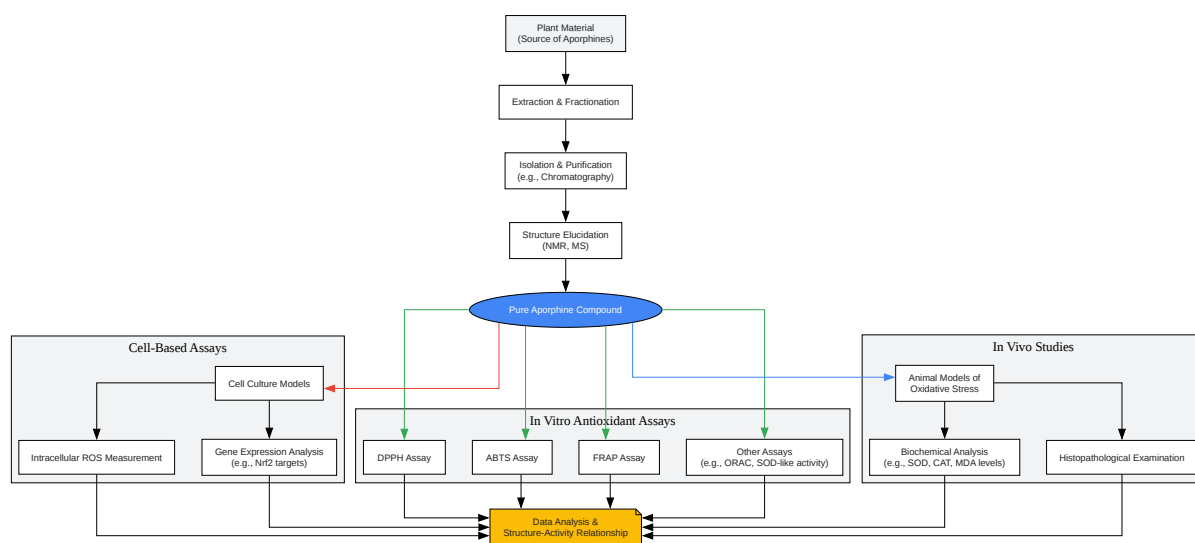 Plant Material
(Source of Aporphines)
Extraction & Fractionation
Isolation & Purification
(e.g., Chromatography)
Structure Elucidation
(NMR, MS)
Pure Aporphine Compound
Cell-Based Assays
Cell Culture Models
Intracellular ROS Measurement
Gene Expression Analysis
(e.g., Nrf2 targets)
In Vitro Antioxidant Assays
DPPH Assay
ABTS Assay
FRAP Assay
Other Assays
(e.g., ORAC, SOD-like activity)
In Vivo Studies
Animal Models of
Oxidative Stress
Biochemical Analysis
(e.g., SOD, CAT, MDA levels)
Histopathological Examination
Data Analysis &
Structure-Activity Relationship